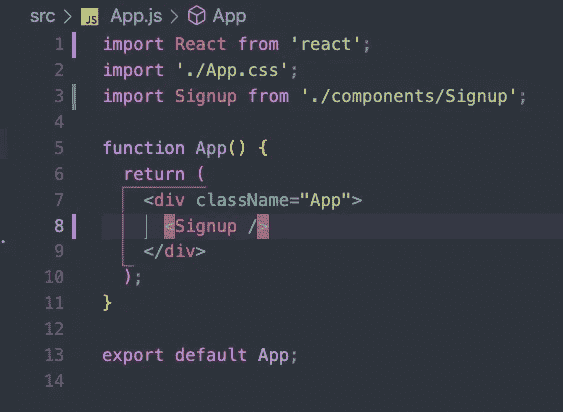 src > JS App.js > App
1 import React from 'react';
2 import './App.css';
3 import Signup from './components/Signup';
4
5 function App() {
6   return (
7     <div className="App">
8       <Signup />
9     </div>
10   );
11 }
12
13 export default App;
14